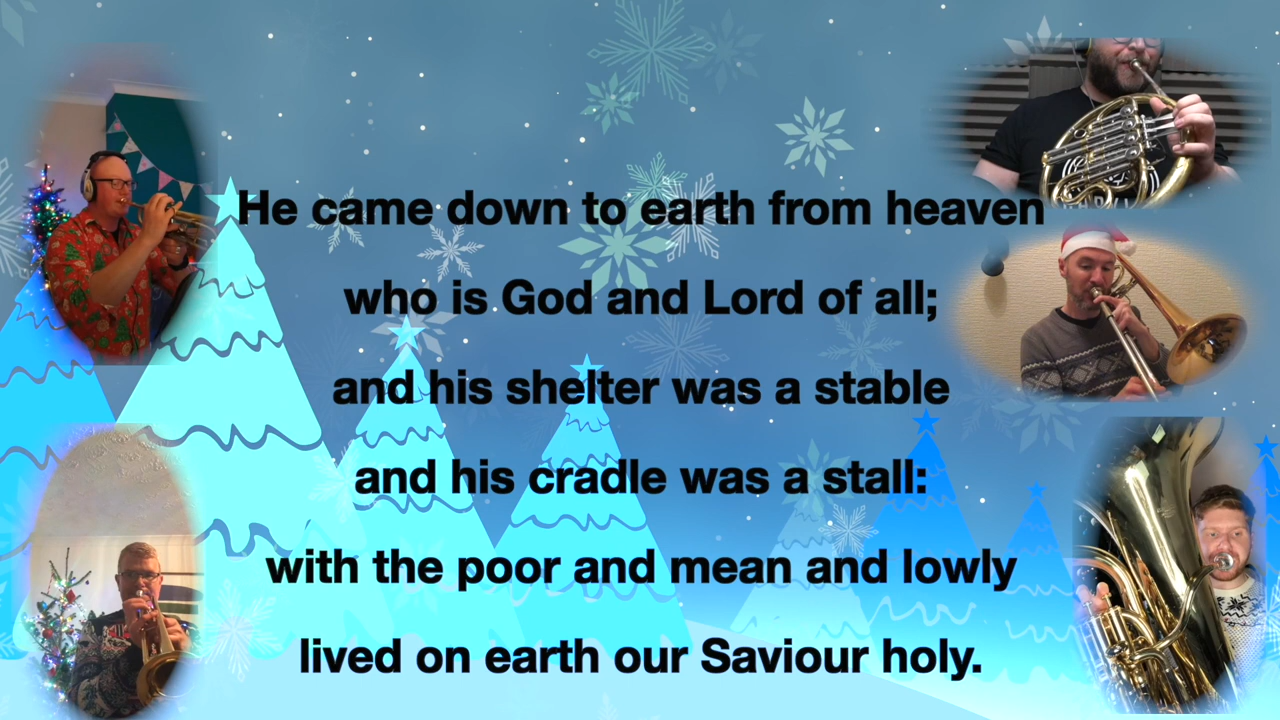 He came down to earth from heaven
who is God and Lord of all;
and his shelter was a stable
and his cradle was a stall:
with the poor and mean and lowly
lived on earth our Saviour holy.